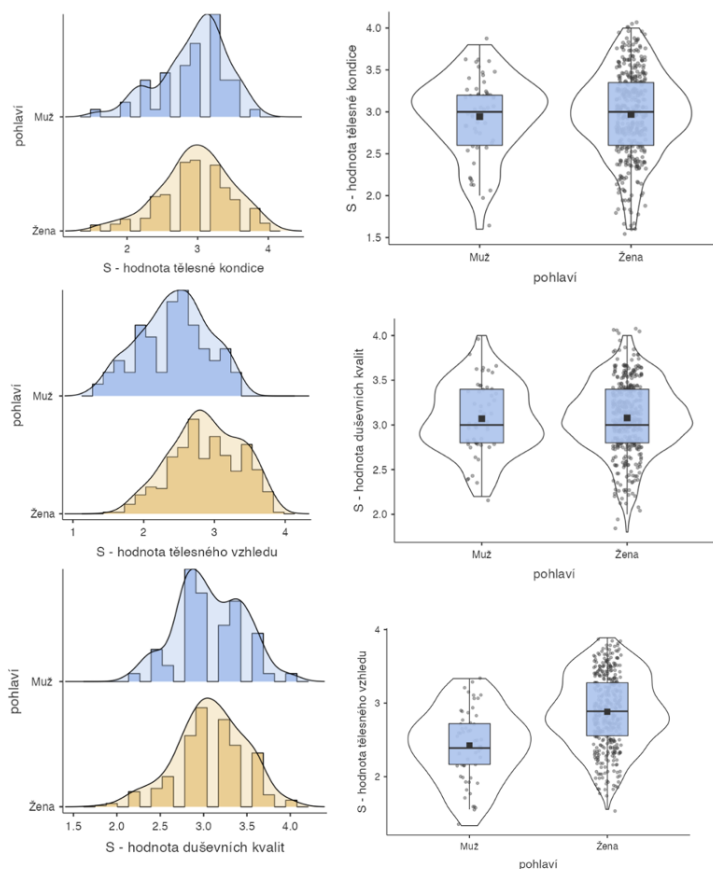 pohlaví
Muž
Žena
2
3
4
S - hodnota tělesné kondice
S - hodnota tělesné kondice
4.0
3.5
3.0
2.5
2.0
1.5
Muž
Žena
pohlaví
pohlaví
Muž
Žena
1
2
3
4
S - hodnota tělesného vzhledu
S - hodnota duševních kvalit
4.0
3.5
3.0
2.5
2.0
Muž
Žena
pohlaví
pohlaví
Muž
Žena
1.5
2.0
2.5
3.0
3.5
4.0
S - hodnota duševních kvalit
S - hodnota tělesného vzhledu
4
3
2
Muž
Žena
pohlaví